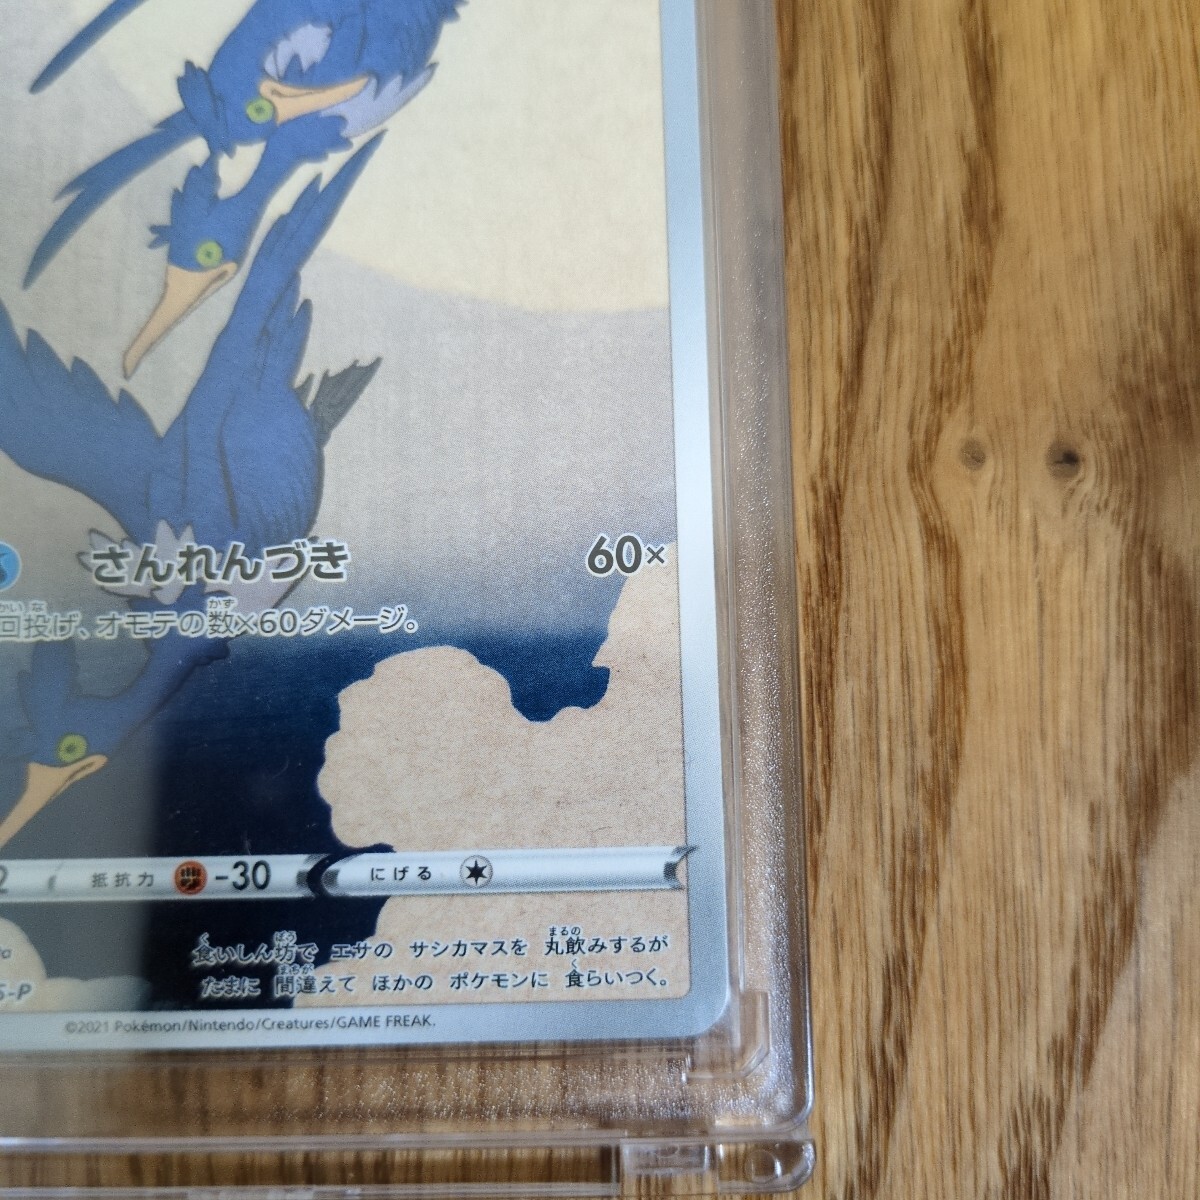 さんれんづき 60×
回投げ、オモテの数×60ダメージ。
2 抵抗力 -30 にげる
食いしん坊で エサの サシカマスを 丸飲みするが
たまに 間違えて ほかの ポケモンに 食らいつく。
-P
©2021 Pokémon/Nintendo/Creatures/GAME FREAK.